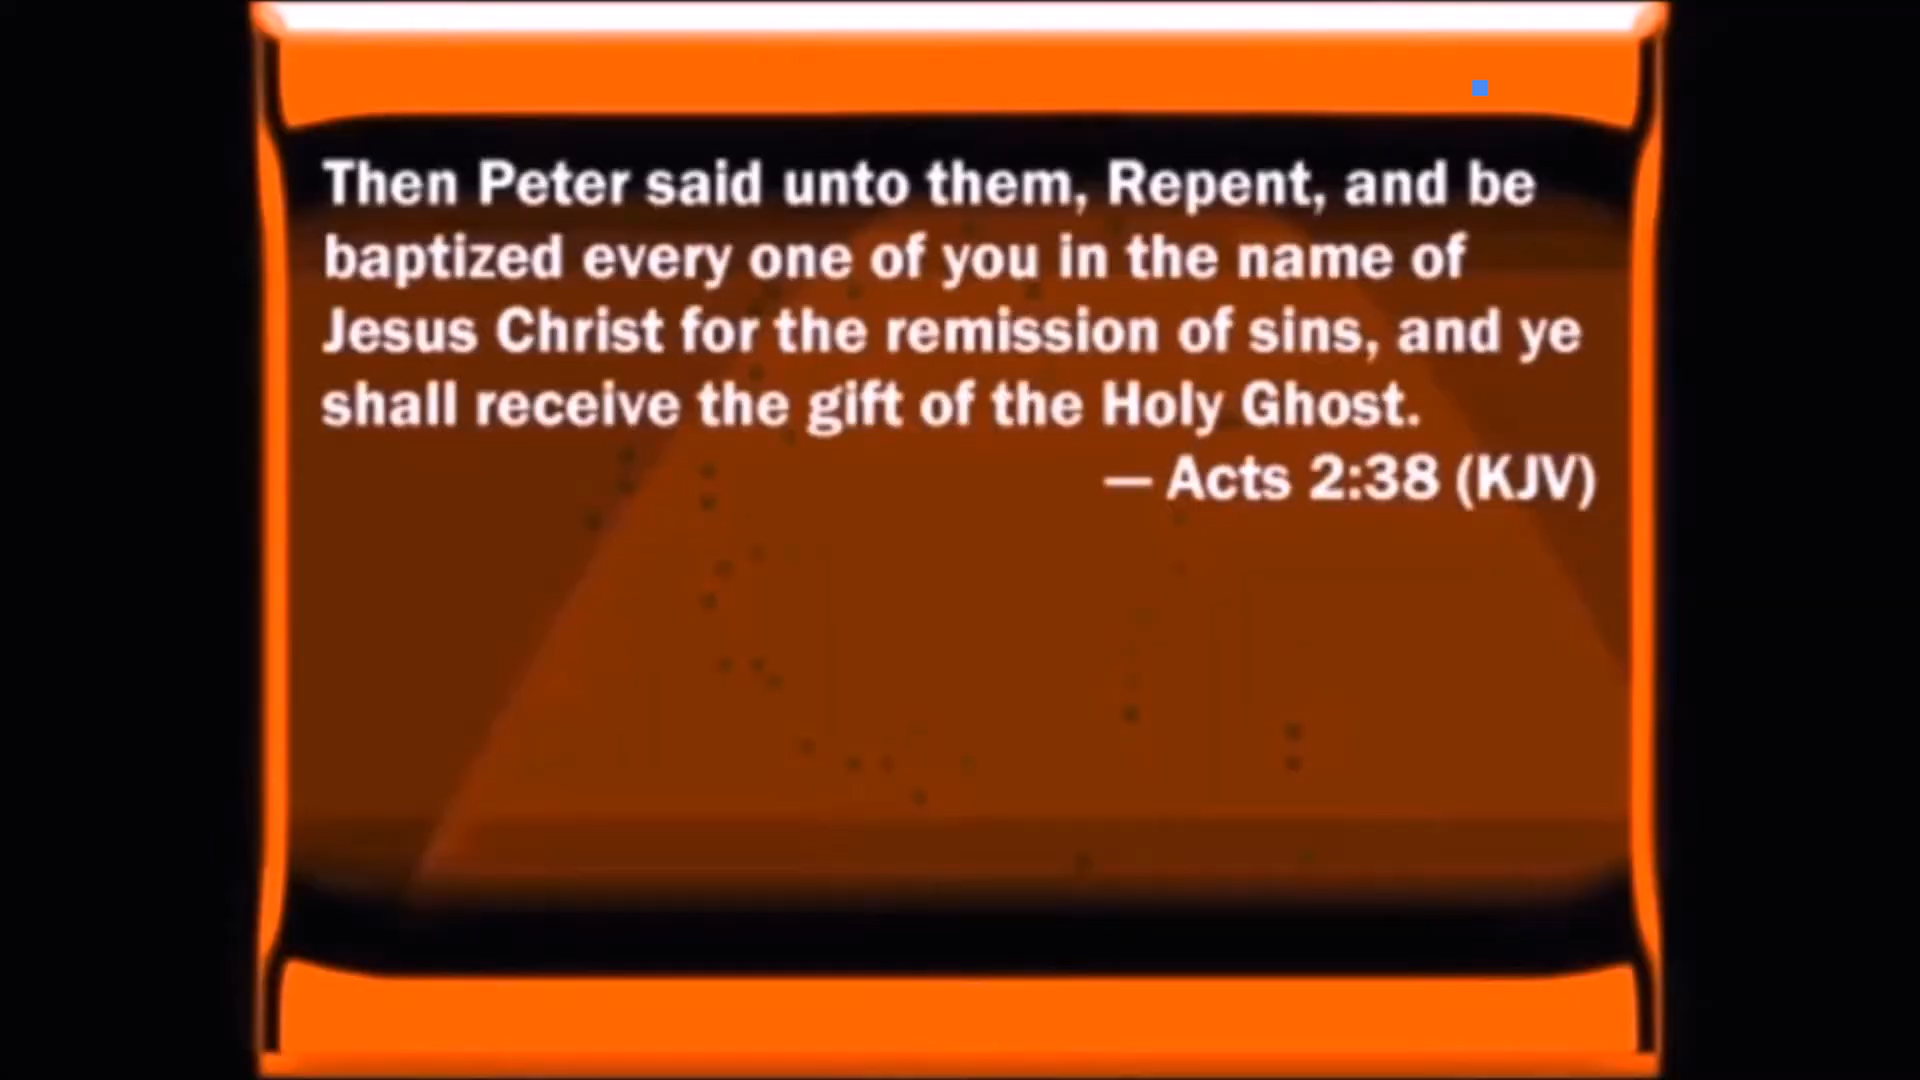 Then Peter said unto them, Repent, and be
baptized every one of you in the name of
Jesus Christ for the remission of sins, and ye
shall receive the gift of the Holy Ghost.
— Acts 2:38 (KJV)